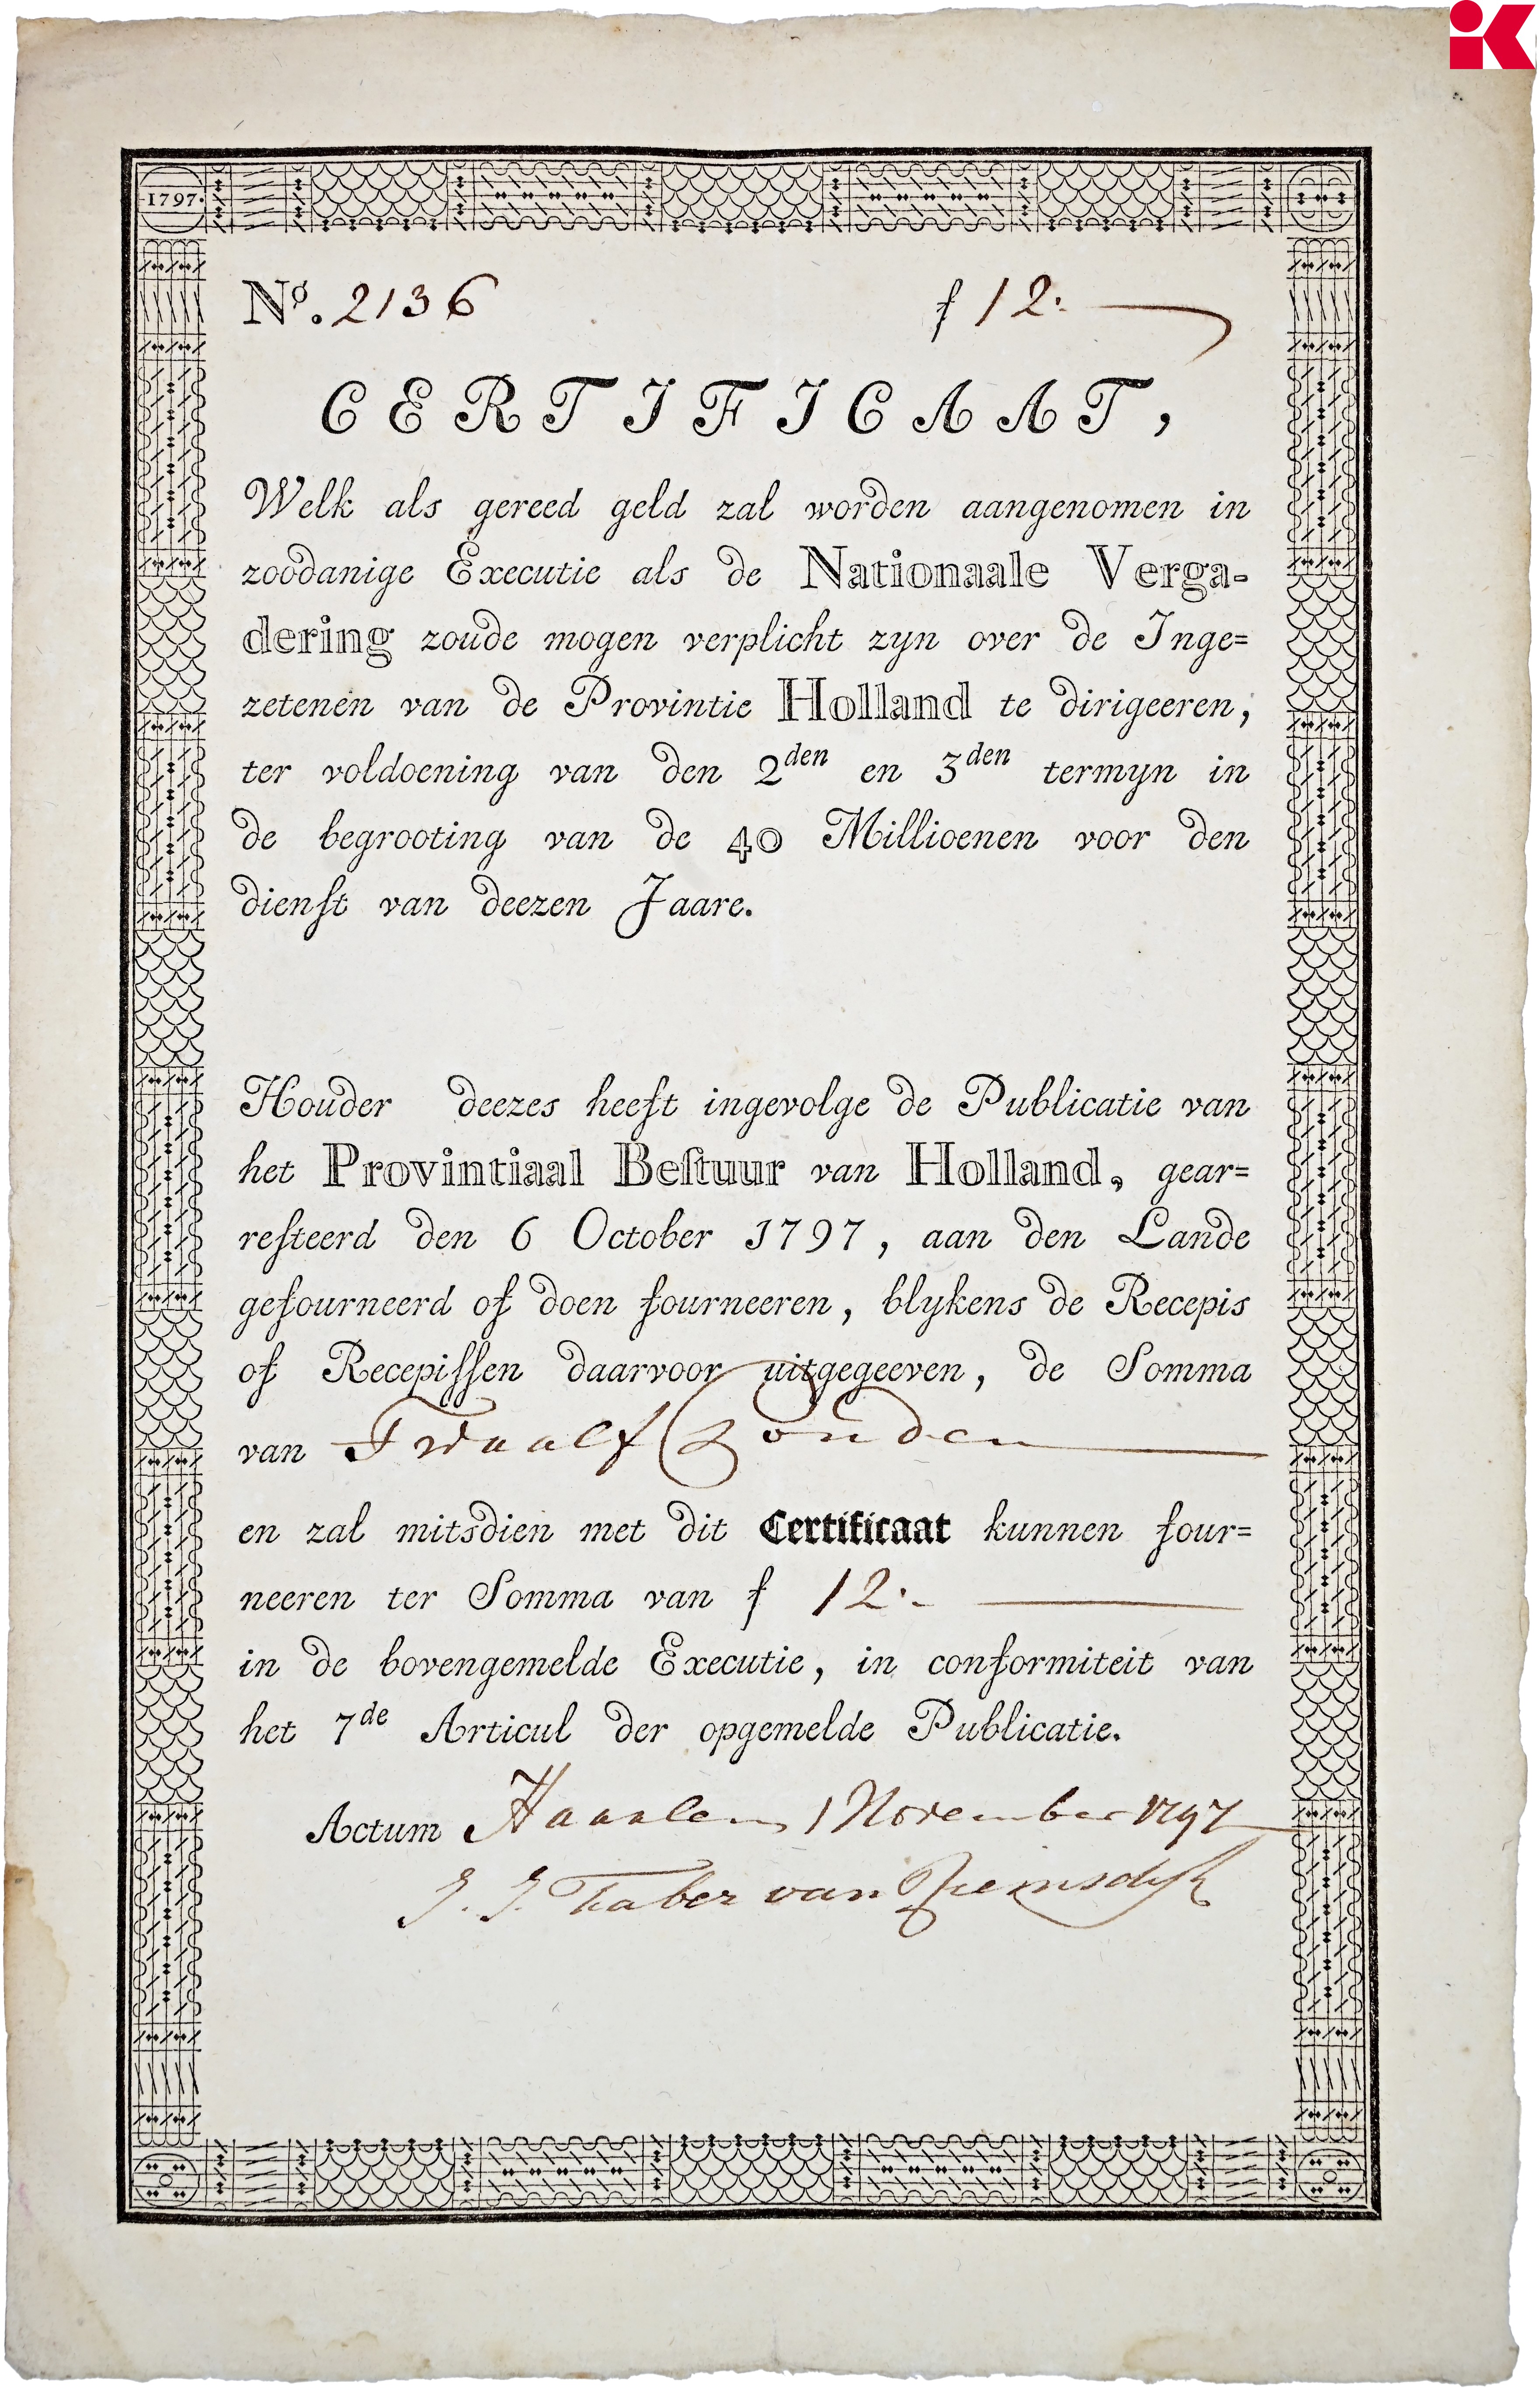 1797.
Nº. 2136 f 12:
CERTIFICAAT,
Welk als gereed geld zal worden aangenomen in
zoodanige Executie als de Nationaale Verga-
dering zoude mogen verplicht zyn over de Inge=
zetenen van de Provintie Holland te dirigeeren,
ter voldoening van den 2den en 3den termyn in
de begrooting van de 40 Millioenen voor den
dienſt van deezen Jaare.
Houder deezes heeft ingevolge de Publicatie van
het Provintiaal Beſtuur van Holland, gear=
reſteerd den 6 October 1797, aan den Lande
gefourneerd of doen fourneeren, blykens de Recepis
of Recepiſſen daarvoor uitgegeeven, de Somma
van Twaalf Gouden
en zal mitsdien met dit Certificaat kunnen four=
neeren ter Somma van f 12:-
in de bovengemelde Executie, in conformiteit van
het 7de Articul der opgemelde Publicatie.
Actum Haarlem 1 November 1797
J. J. Faber van Riemsdyk
iK